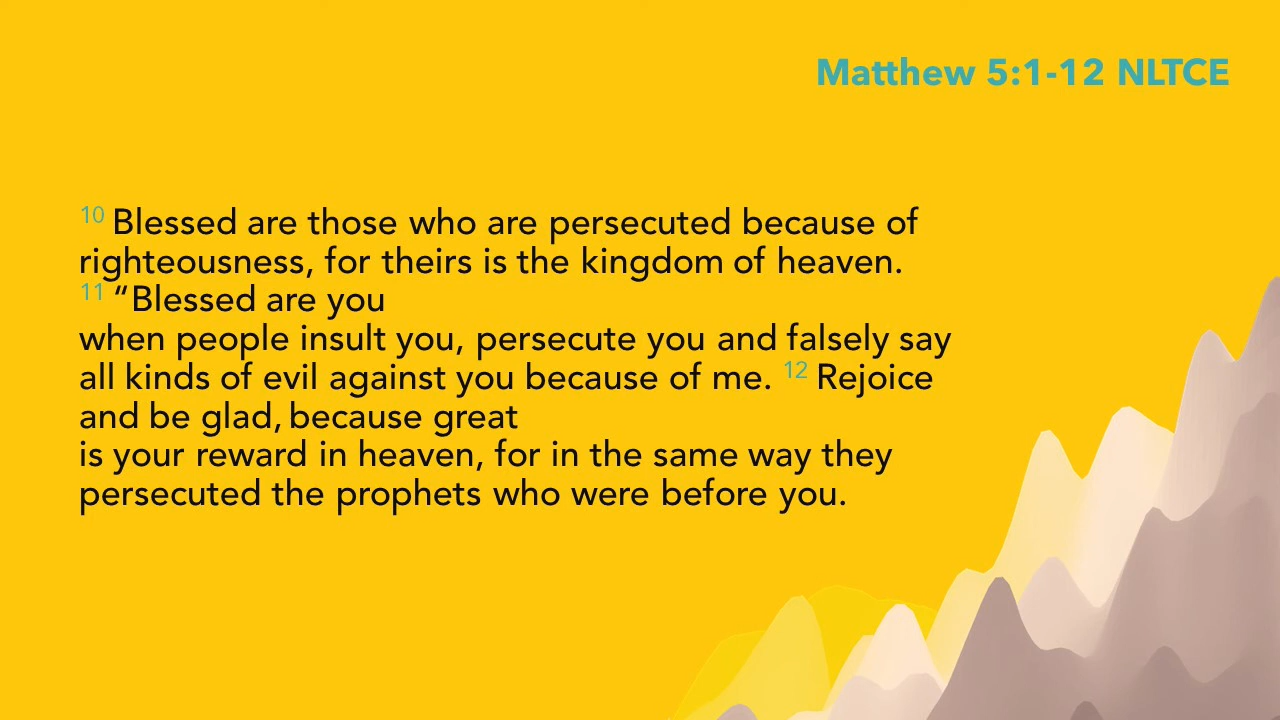 Matthew 5:1-12 NLTCE
10 Blessed are those who are persecuted because of
righteousness, for theirs is the kingdom of heaven.
11 “Blessed are you
when people insult you, persecute you and falsely say
all kinds of evil against you because of me. 12 Rejoice
and be glad, because great
is your reward in heaven, for in the same way they
persecuted the prophets who were before you.